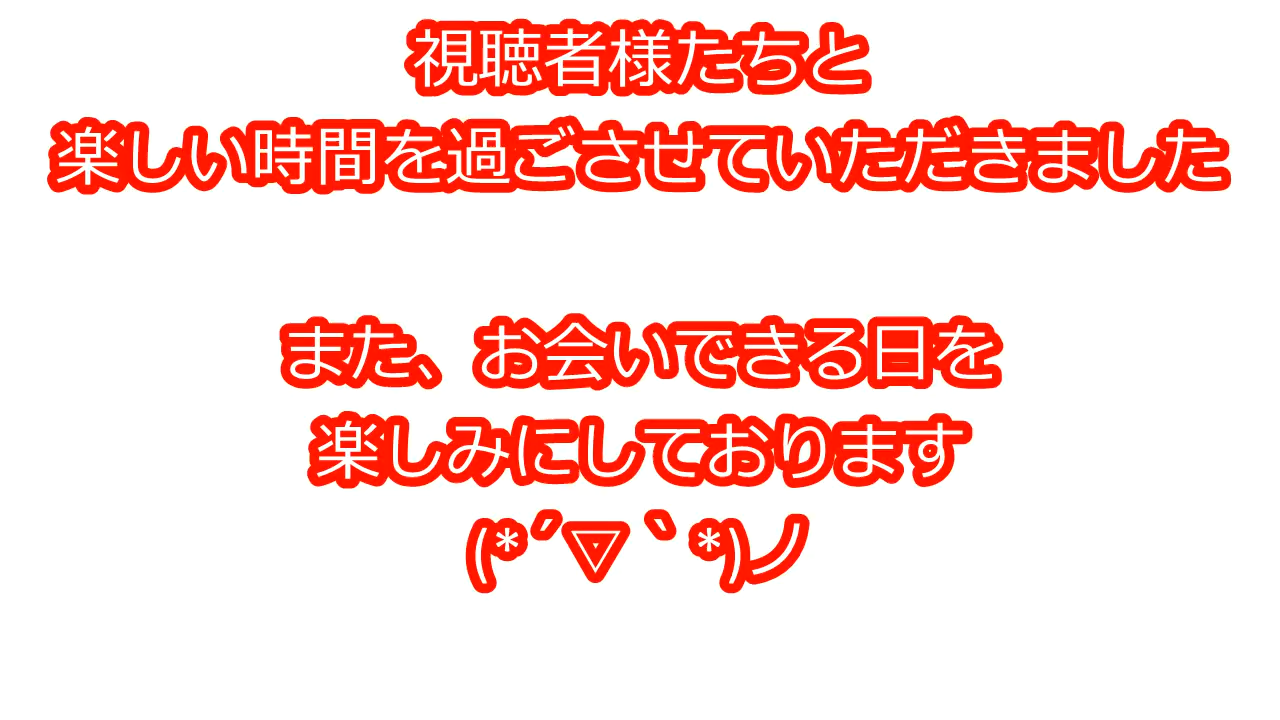 視聴者様たちと
楽しい時間を過ごさせていただきました
また、お会いできる日を
楽しみにしております
(*´▽｀*)ノ